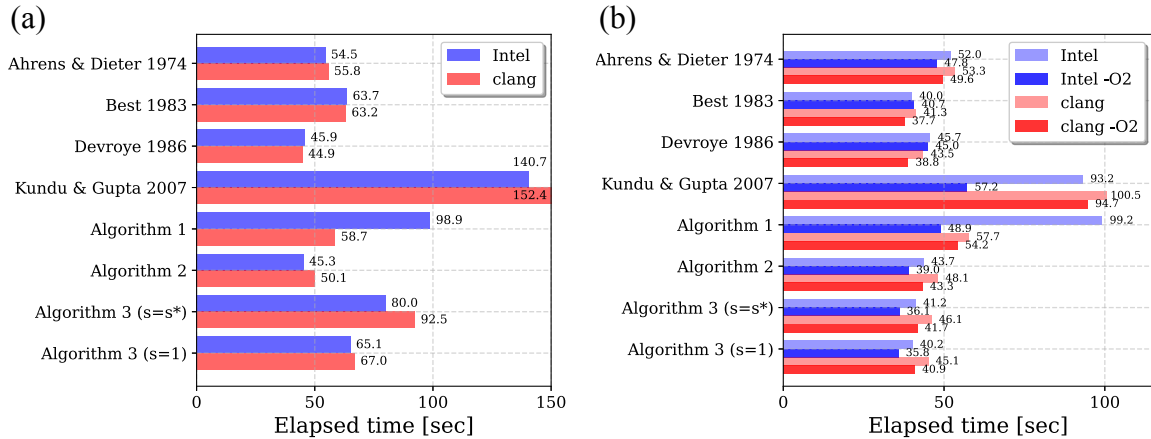 (a)
Ahrens & Dieter 1974
Best 1983
Devroye 1986
Kundu & Gupta 2007
Algorithm 1
Algorithm 2
Algorithm 3 (s=s*)
Algorithm 3 (s=1)
54.5
55.8
63.7
63.2
45.9
44.9
140.7
152.4
98.9
58.7
45.3
50.1
80.0
92.5
65.1
67.0
Intel
clang
0 50 100 150
Elapsed time [sec]
(b)
Ahrens & Dieter 1974
Best 1983
Devroye 1986
Kundu & Gupta 2007
Algorithm 1
Algorithm 2
Algorithm 3 (s=s*)
Algorithm 3 (s=1)
52.0
47.8
53.3
49.6
40.0
40.7
41.3
37.7
45.7
45.0
43.5
38.8
93.2
57.2
100.5
94.7
99.2
48.9
57.7
54.2
43.7
39.0
48.1
43.3
41.2
36.1
46.1
41.7
40.2
35.8
45.1
40.9
Intel
Intel -O2
clang
clang -O2
0 50 100
Elapsed time [sec]